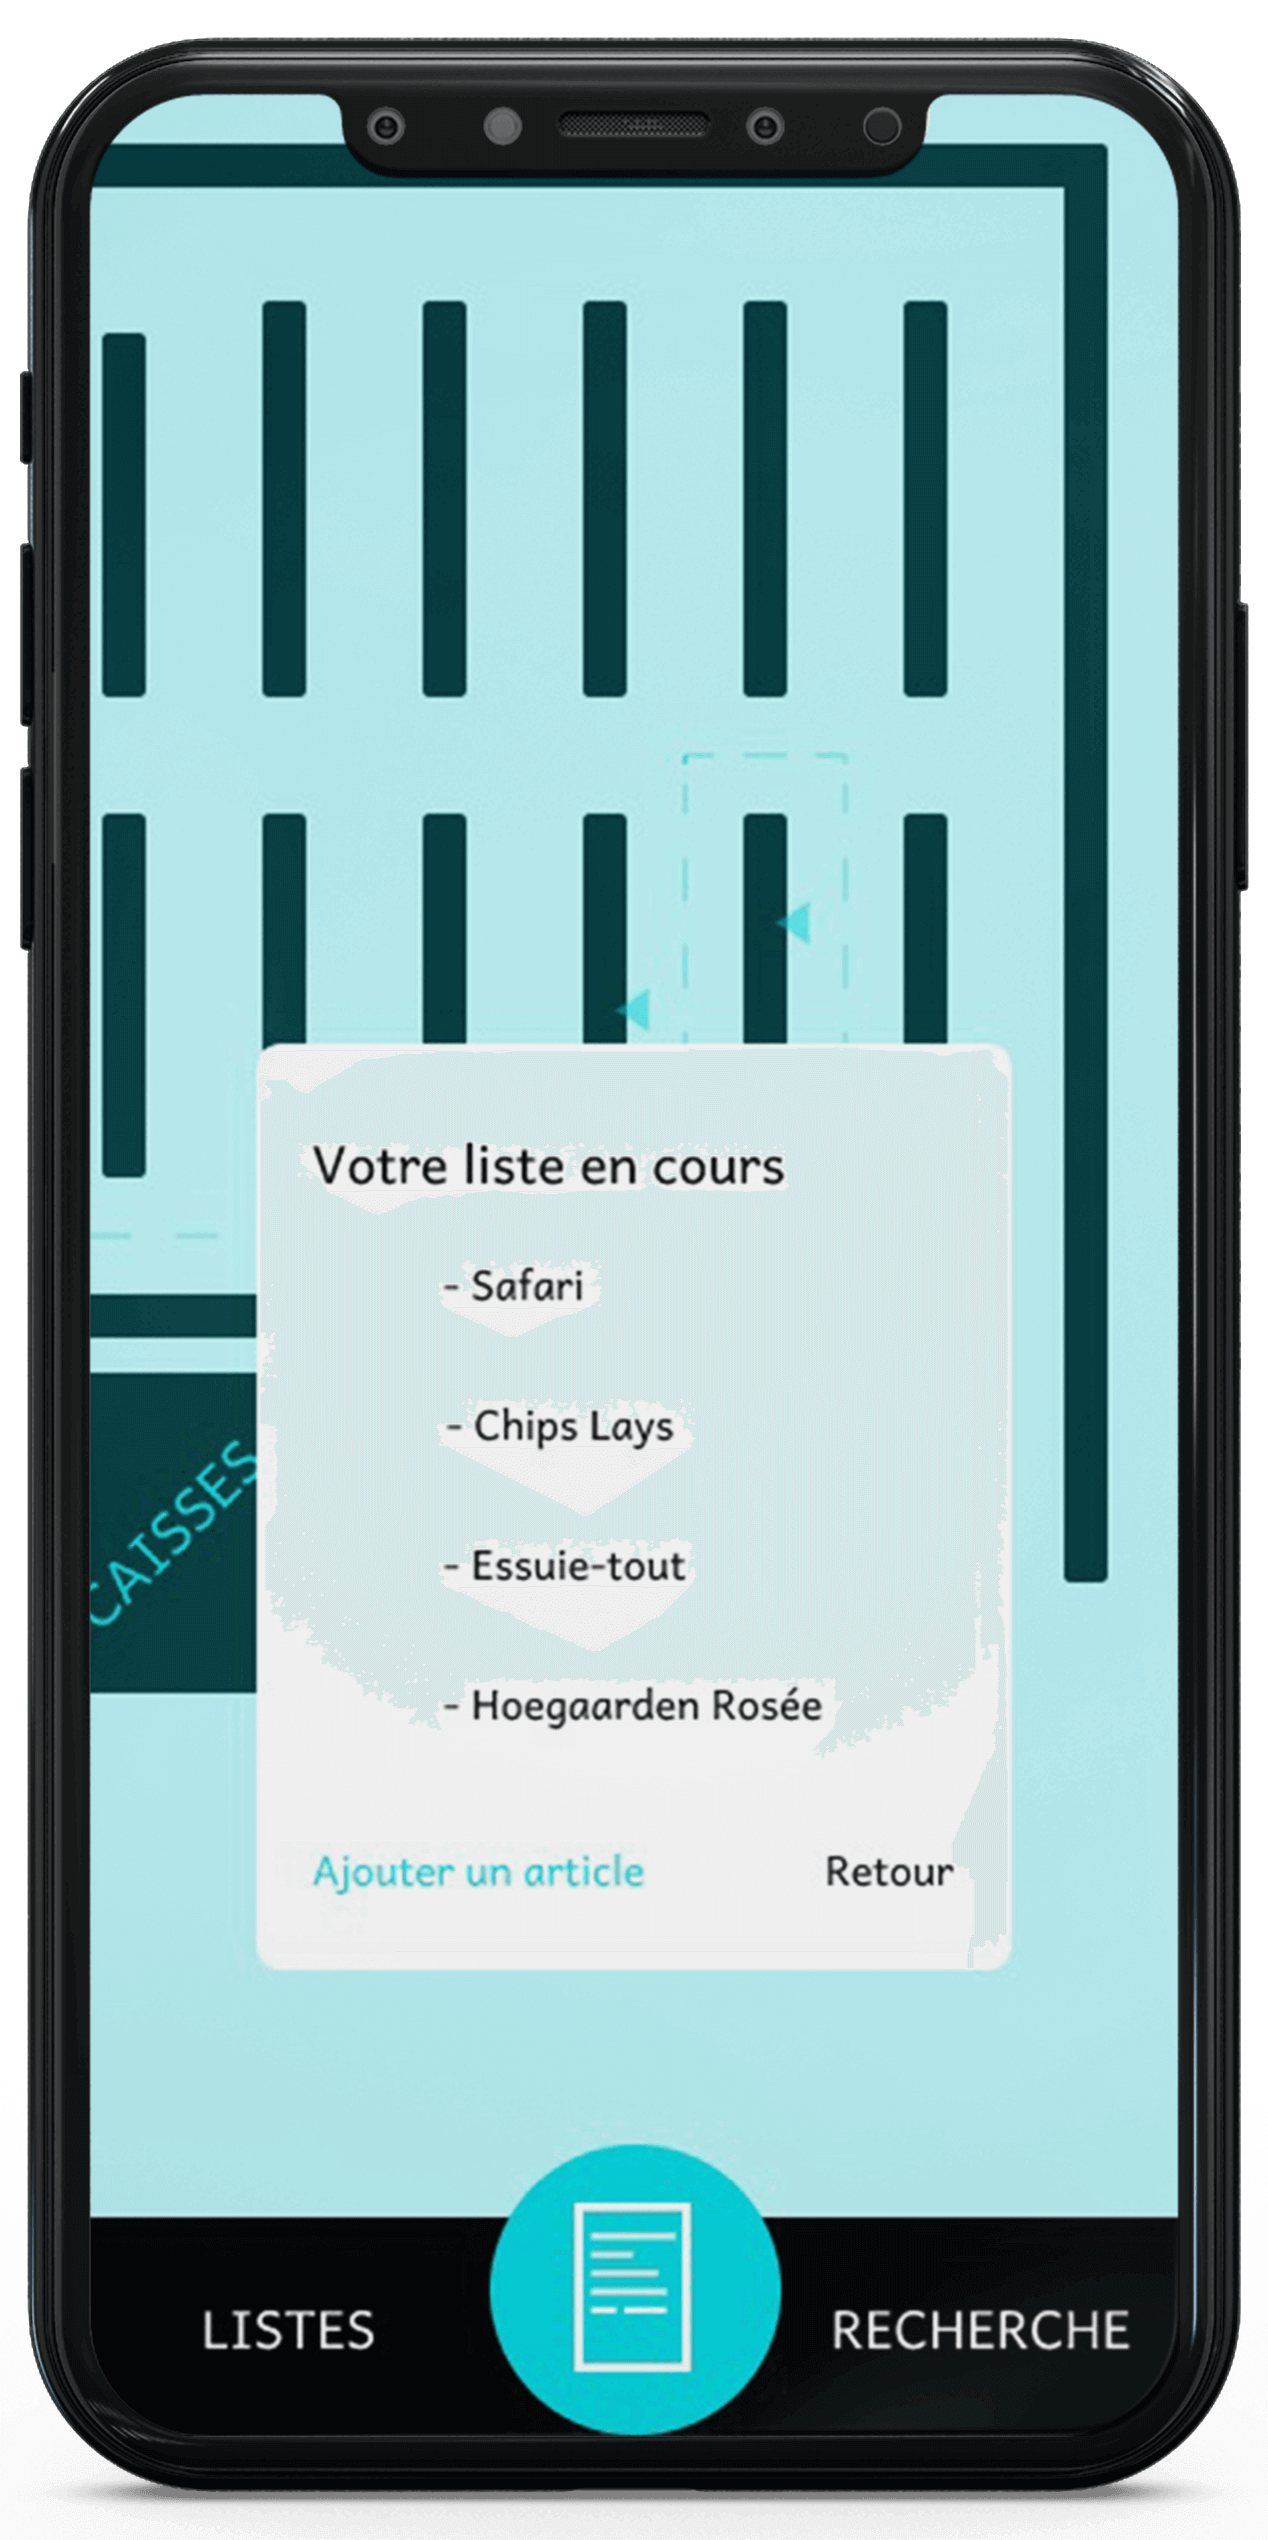 Votre liste en cours
- Safari
- Chips Lays
- Essuie-tout
- Hoegaarden Rosée
CAISSES
Ajouter un article
Retour
LISTES
RECHERCHE